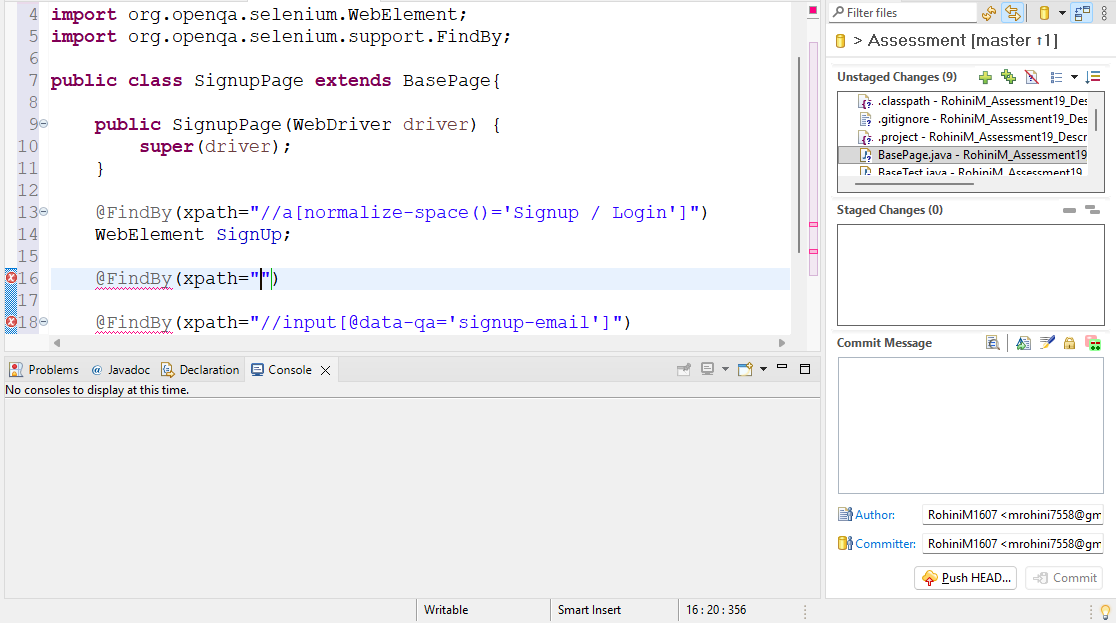 4 import org.openqa.selenium.WebElement;
5 import org.openqa.selenium.support.FindBy;
6
7 public class SignupPage extends BasePage{
8
9 public SignupPage(WebDriver driver) {
10 super(driver);
11 }
12
13 @FindBy(xpath="//a[normalize-space()='Signup / Login']")
14 WebElement SignUp;
15
16 @FindBy(xpath="")
17
18 @FindBy(xpath="//input[@data-qa='signup-email']")
Problems @ Javadoc Declaration Console
No consoles to display at this time.
Writable Smart Insert 16 : 20 : 356
Filter files
> Assessment [master ↑1]
Unstaged Changes (9)
.classpath - RohiniM_Assessment19_Des
.gitignore - RohiniM_Assessment19_Des
.project - RohiniM_Assessment19_Descr
BasePage.java - RohiniM_Assessment19
BaseTest.java - RohiniM_Assessment19
Staged Changes (0)
Commit Message
Author: RohiniM1607 <mrohini7558@gm
Committer: RohiniM1607 <mrohini7558@gm
Push HEAD... Commit